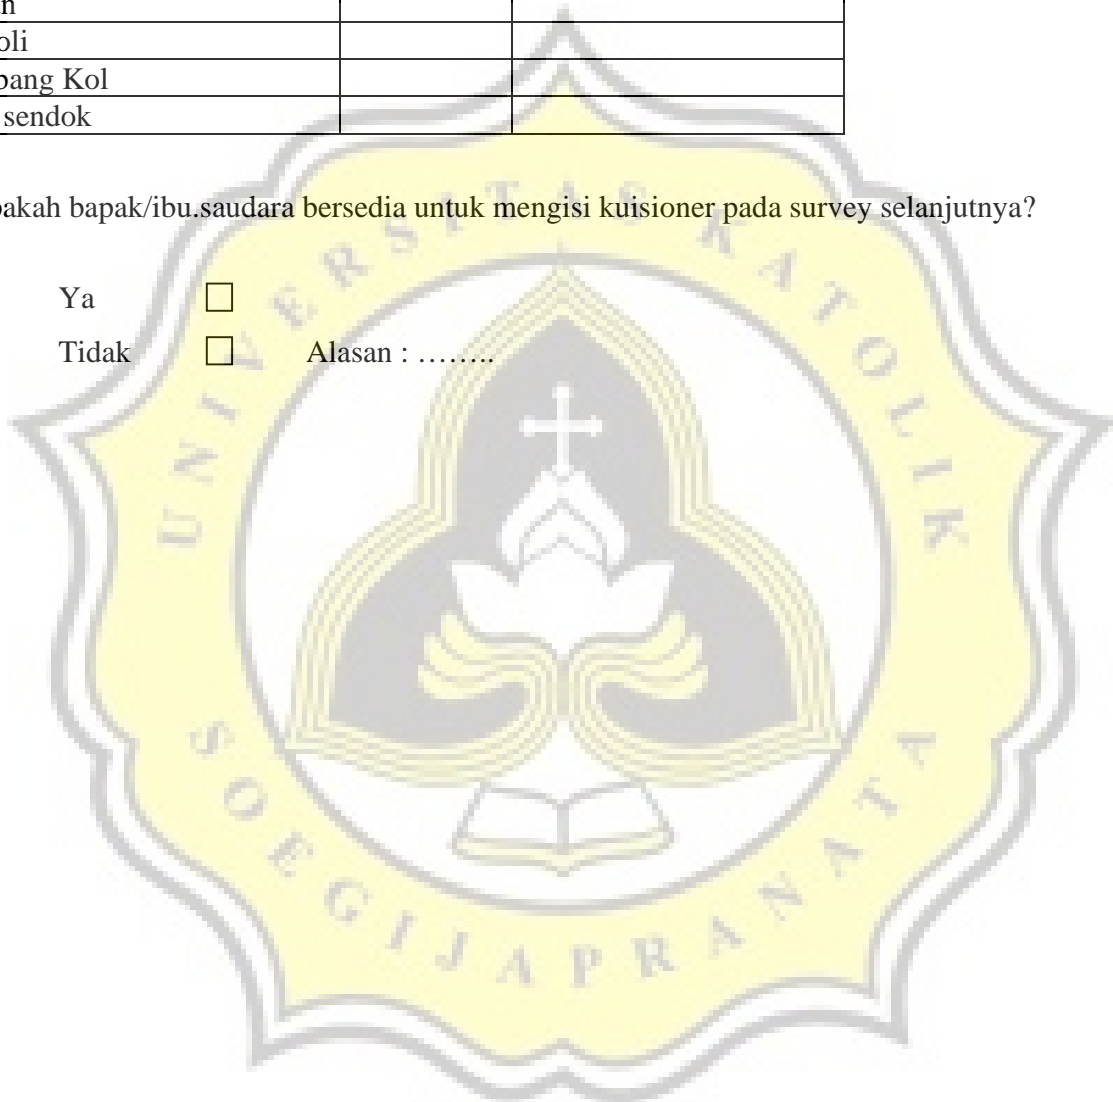 oli
bang Kol
sendok
pakah bapak/ibu.saudara bersedia untuk mengisi kuisioner pada survey selanjutnya?
Ya
Tidak Alasan : ……..
UNIVERSITAS KATOLIK
SOEGIJAPRANATA